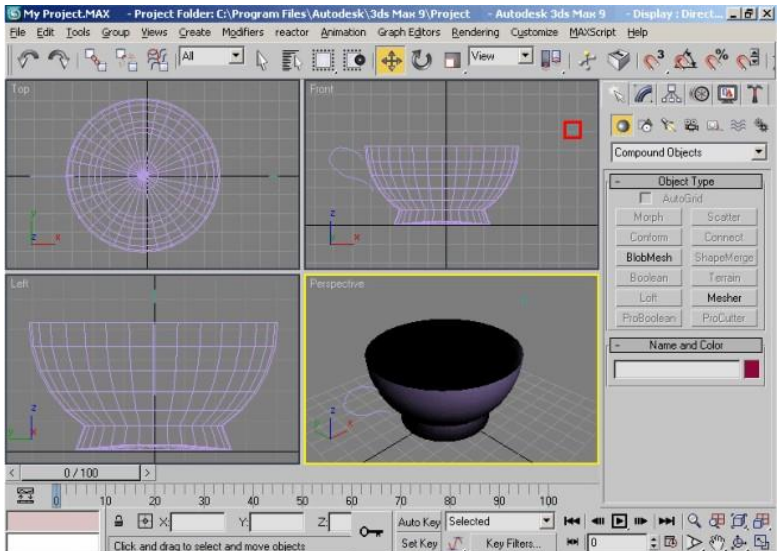 My Project.MAX - Project Folder: C:\Program Files\Autodesk\3ds Max 9\Project - Autodesk 3ds Max 9 - Display : Direct...
File Edit Tools Group Views Create Modifiers reactor Animation Graph Editors Rendering Customize MAXScript Help
All View 3 %
Top Front
z x z x
Compound Objects
- Object Type
AutoGrid
Morph Scatter
Conform Connect
BlobMesh ShapeMerge
Boolean Terrain
Loft Mesher
ProBoolean ProCutter
- Name and Color
Left Perspective
z z
< 0 / 100 >
0 10 20 30 40 50 60 70 80 90 100
X: Y: Z: Auto Key Selected
Click and drag to select and move objects Set Key Key Filters... 0